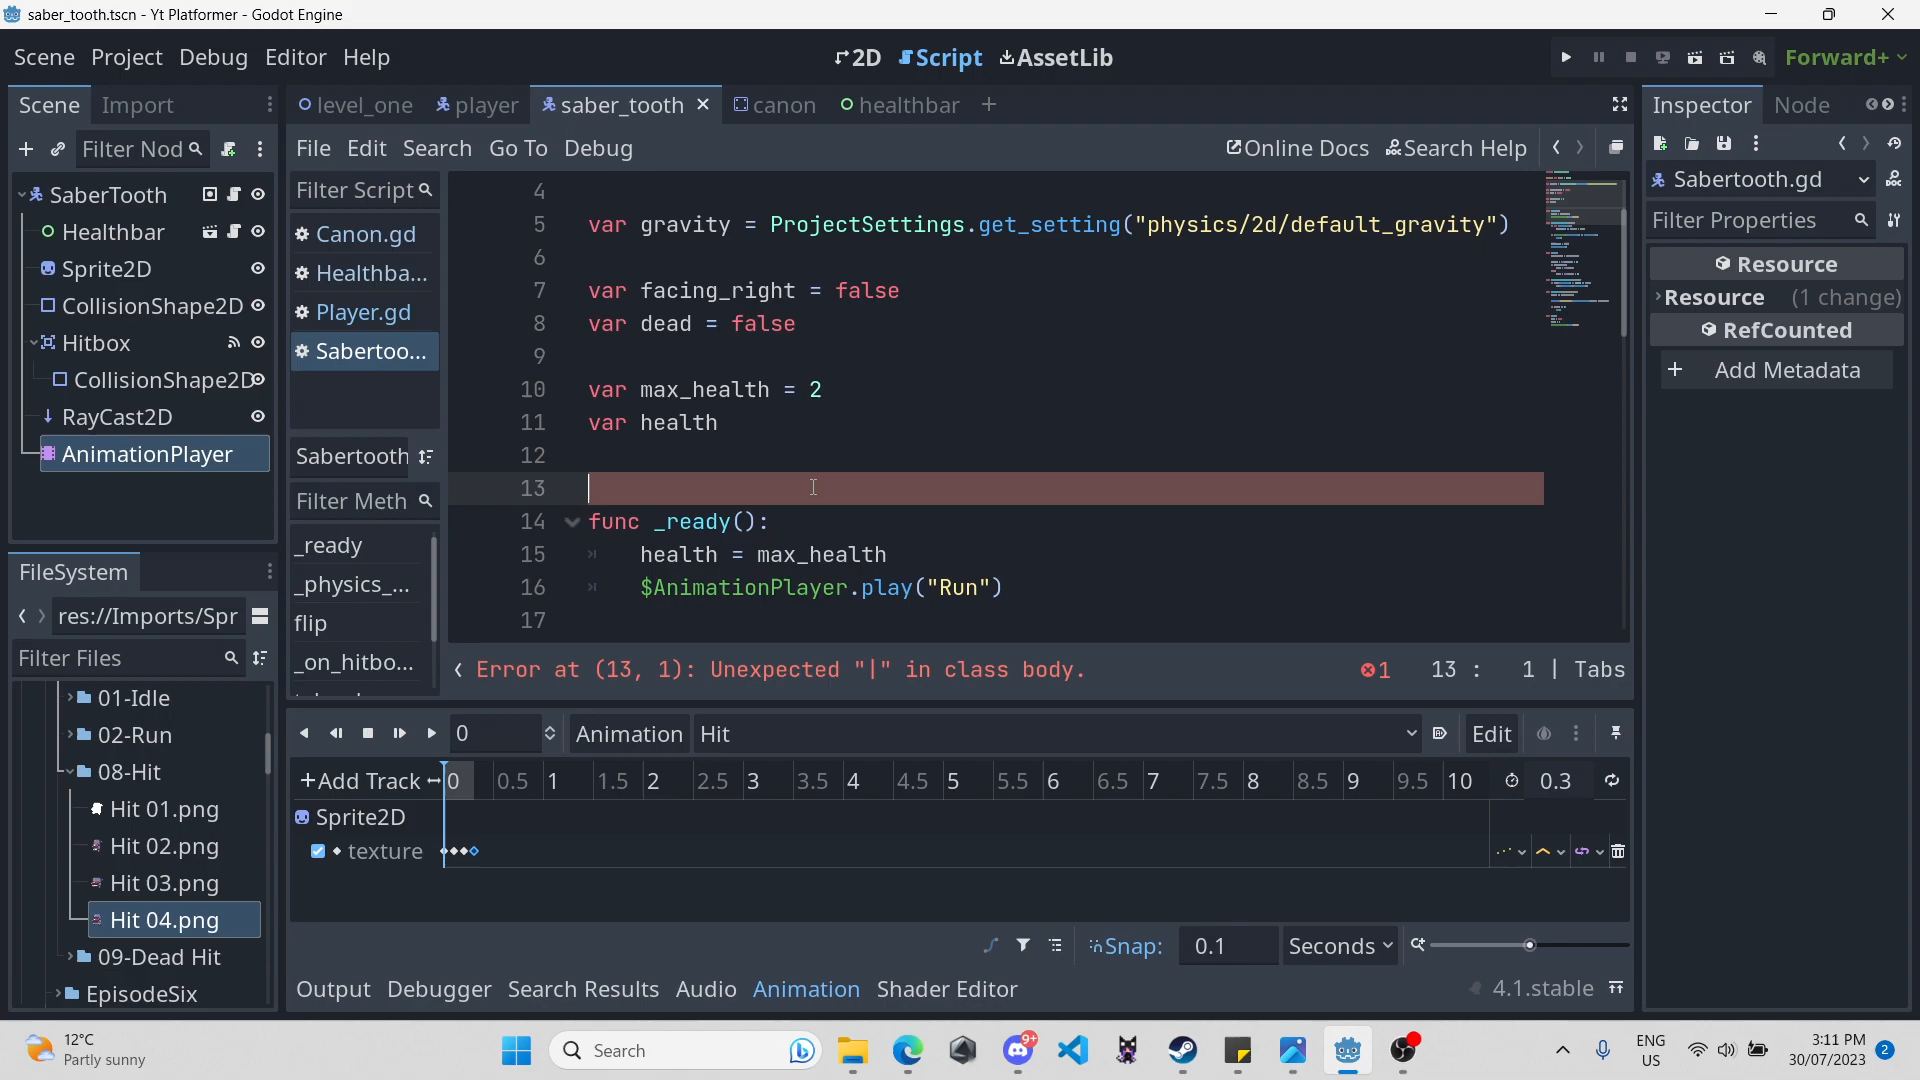 saber_tooth.tscn - Yt Platformer - Godot Engine
Scene Project Debug Editor Help
2D Script AssetLib
Forward+
Scene Import
Filter Nod
SaberTooth
Healthbar
Sprite2D
CollisionShape2D
Hitbox
CollisionShape2D
RayCast2D
AnimationPlayer
FileSystem
res://Imports/Spr
Filter Files
01-Idle
02-Run
08-Hit
Hit 01.png
Hit 02.png
Hit 03.png
Hit 04.png
09-Dead Hit
EpisodeSix
level_one player saber_tooth canon healthbar
File Edit Search Go To Debug
Online Docs Search Help
Filter Script
Canon.gd
Healthba...
Player.gd
Sabertoo...
Sabertooth
Filter Meth
_ready
_physics_...
flip
_on_hitbo...
4
5 var gravity = ProjectSettings.get_setting("physics/2d/default_gravity")
6
7 var facing_right = false
8 var dead = false
9
10 var max_health = 2
11 var health
12
13
14 func _ready():
15 health = max_health
16 $AnimationPlayer.play("Run")
17
Error at (13, 1): Unexpected "|" in class body.
1 13 : 1 | Tabs
0 Animation Hit Edit
Add Track 0 0.5 1 1.5 2 2.5 3 3.5 4 4.5 5 5.5 6 6.5 7 7.5 8 8.5 9 9.5 10 0.3
Sprite2D
texture
Snap: 0.1 Seconds
Output Debugger Search Results Audio Animation Shader Editor
4.1.stable
Inspector Node
Sabertooth.gd
Filter Properties
Resource
Resource (1 change)
RefCounted
+ Add Metadata
12°C
Partly sunny
Search
9+
ENG
US
3:11 PM
30/07/2023
2